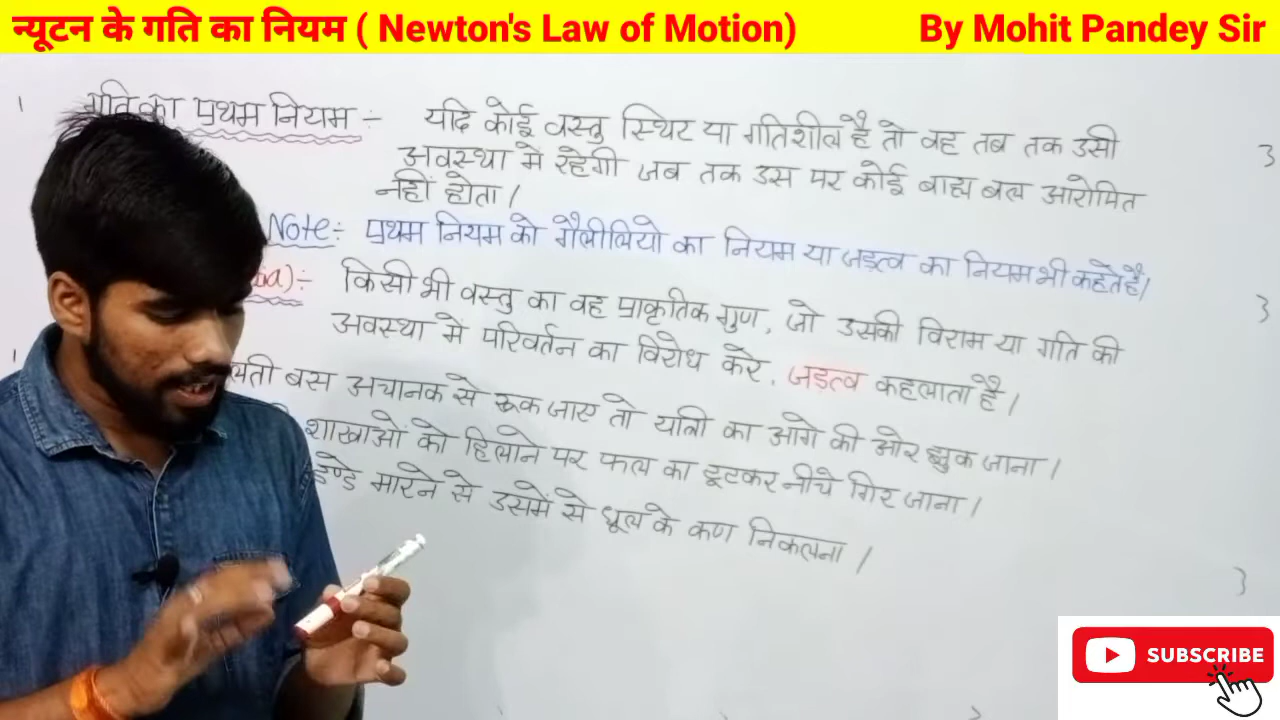 न्यूटन के गति का नियम ( Newton's Law of Motion) By Mohit Pandey Sir
गति का प्रथम नियम :- यदि कोई वस्तु स्थिर या गतिशील है तो वह तब तक उसी
अवस्था मे रहेगी जब तक उस पर कोई बाह्य बल आरोपित
नहीं होता।
Note:- प्रथम नियम को गैलीलियो का नियम या जड़त्व का नियम भी कहते है।
किसी भी वस्तु का वह प्राकृतिक गुण, जो उसकी विराम या गति की
अवस्था मे परिवर्तन का विरोध करे, जड़त्व कहलाता है।
बस अचानक से रूक जाए तो यात्री का आगे की ओर झुक जाना।
शाखाओं को हिलाने पर फल का टूटकर नीचे गिर जाना।
डण्डे मारने से उसमें से धूल के कण निकलना।
SUBSCRIBE